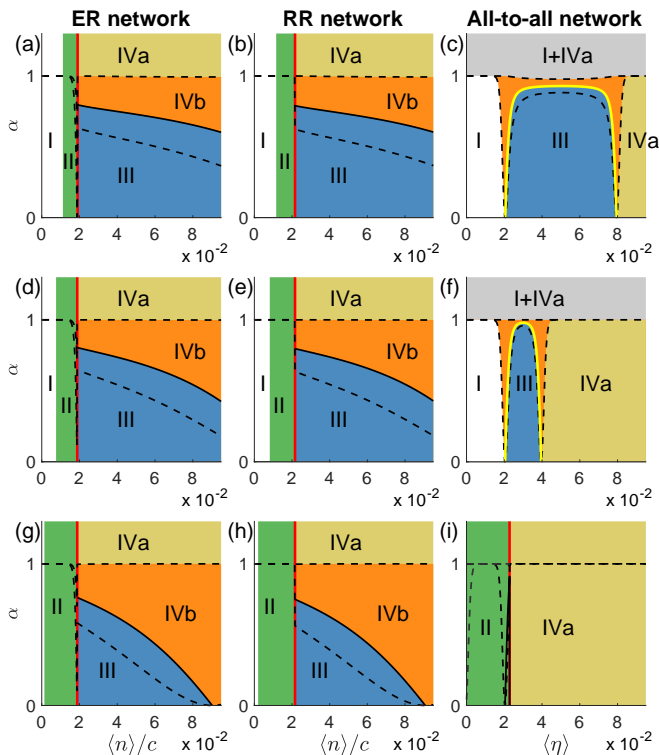 ER network RR network All-to-all network
(a) (b) (c)
IVa IVa I+IVa
1 1 1
IVb IVb
α I II III I II III I III IVa
0 0 0
0 2 4 6 8 0 2 4 6 8 0 2 4 6 8
x 10-2 x 10-2 x 10-2
(d) (e) (f)
IVa IVa I+IVa
1 1 1
IVb IVb
α I II III I II III I III IVa
0 0 0
0 2 4 6 8 0 2 4 6 8 0 2 4 6 8
x 10-2 x 10-2 x 10-2
(g) (h) (i)
IVa IVa
1 1 1
α II IVb II IVb II IVa
III III
0 0 0
0 2 4 6 8 0 2 4 6 8 0 2 4 6 8
⟨n⟩/c x 10-2 ⟨n⟩/c x 10-2 ⟨η⟩ x 10-2